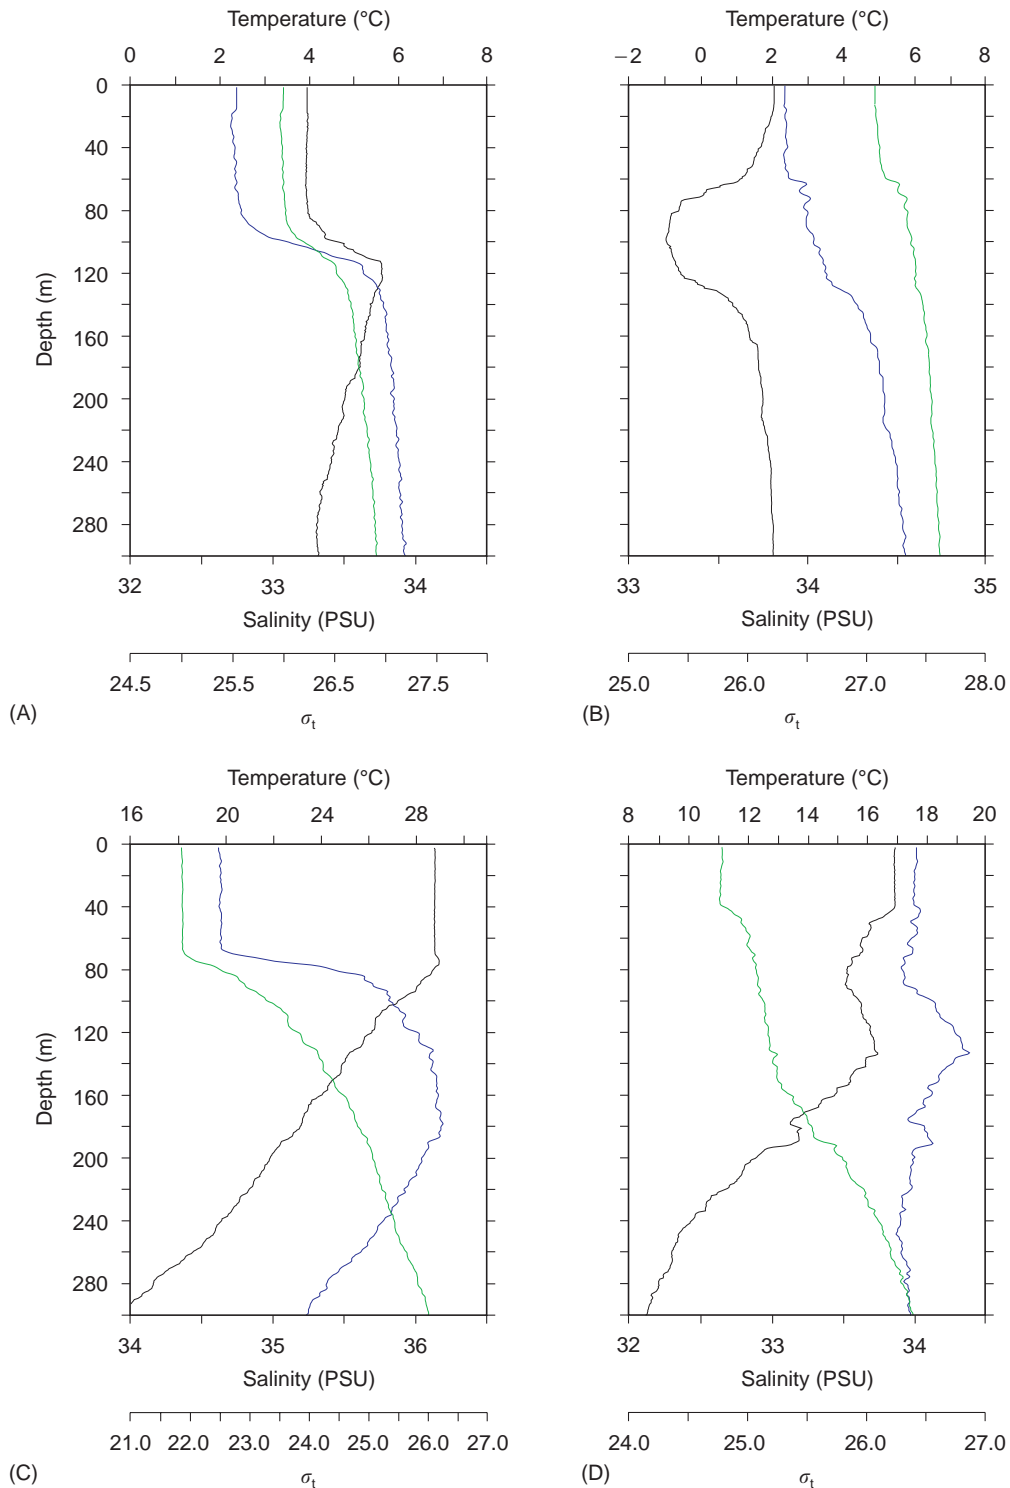 Temperature (°C)
0 2 4 6 8
0
40
80
120
160
200
240
280
Depth (m)
32 33 34
Salinity (PSU)
24.5 25.5 26.5 27.5
(A)
σt
Temperature (°C)
−2 0 2 4 6 8
33 34 35
Salinity (PSU)
25.0 26.0 27.0 28.0
(B)
σt
Temperature (°C)
16 20 24 28
0
40
80
120
160
200
240
280
Depth (m)
34 35 36
Salinity (PSU)
21.0 22.0 23.0 24.0 25.0 26.0 27.0
(C)
σt
Temperature (°C)
8 10 12 14 16 18 20
32 33 34
Salinity (PSU)
24.0 25.0 26.0 27.0
(D)
σt